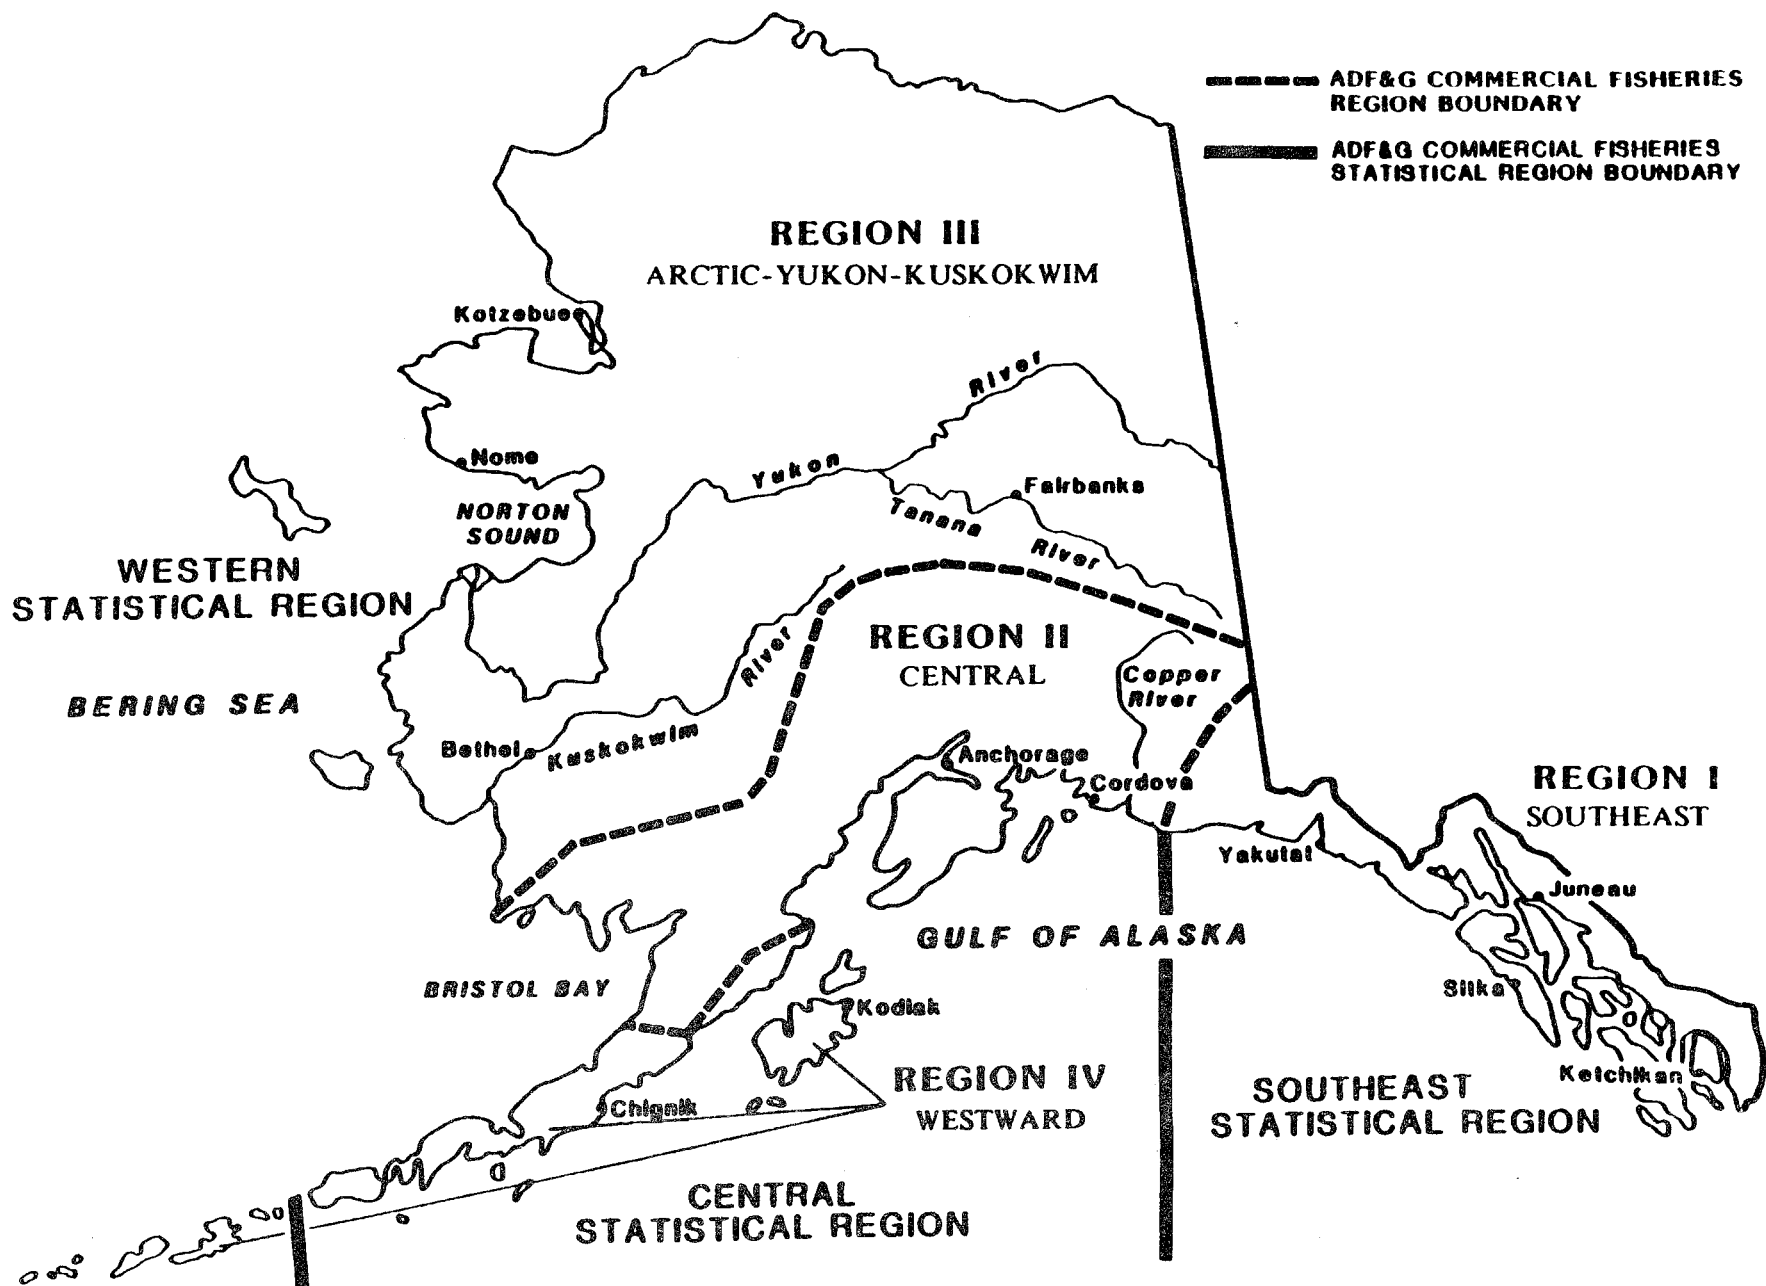 ADF&G COMMERCIAL FISHERIES
REGION BOUNDARY
ADF&G COMMERCIAL FISHERIES
STATISTICAL REGION BOUNDARY
REGION III
ARCTIC-YUKON-KUSKOKWIM
Kotzebue
River
Nome
Yukon
Fairbanks
NORTON
SOUND
Tanana
River
WESTERN
STATISTICAL REGION
REGION II
CENTRAL
River
Copper
River
BERING SEA
Bethel
Kuskokwim
Anchorage
Cordova
REGION I
SOUTHEAST
Yakutat
Juneau
GULF OF ALASKA
BRISTOL BAY
Sitka
Kodiak
REGION IV
WESTWARD
Ketchikan
SOUTHEAST
STATISTICAL REGION
Chignik
CENTRAL
STATISTICAL REGION